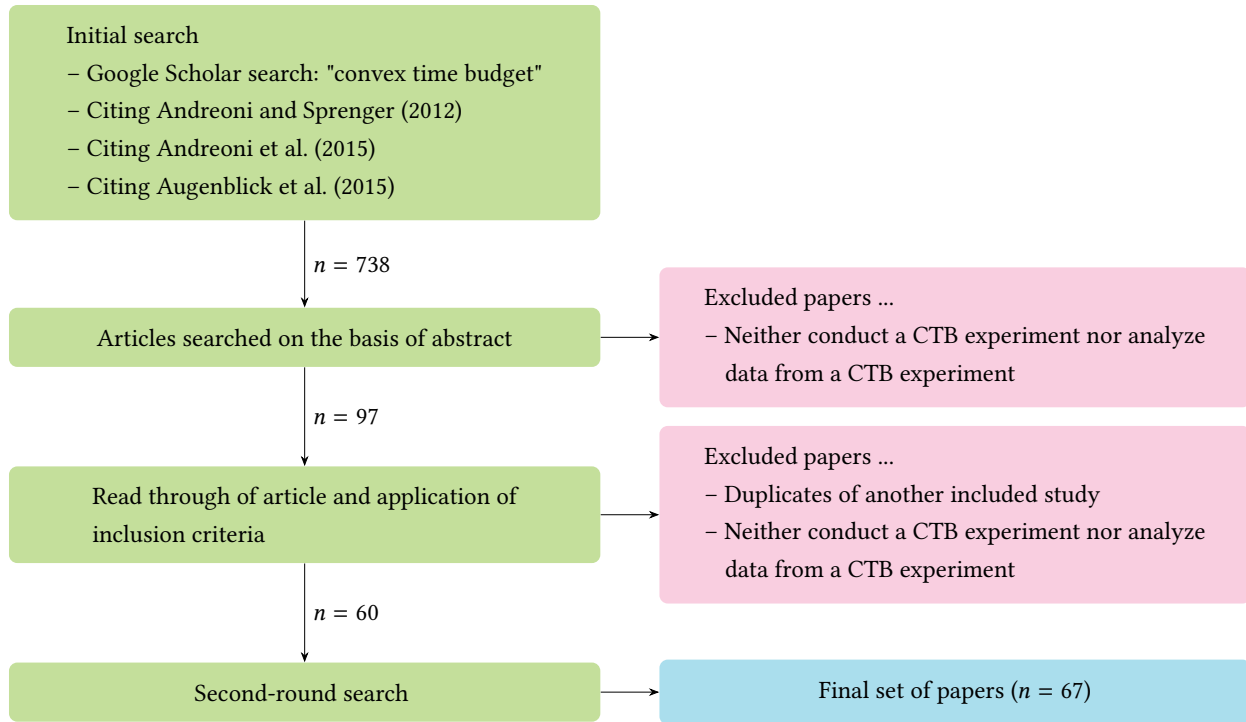 Initial search
– Google Scholar search: "convex time budget"
– Citing Andreoni and Sprenger (2012)
– Citing Andreoni et al. (2015)
– Citing Augenblick et al. (2015)
n = 738
Articles searched on the basis of abstract
Excluded papers ...
– Neither conduct a CTB experiment nor analyze
data from a CTB experiment
n = 97
Read through of article and application of
inclusion criteria
Excluded papers ...
– Duplicates of another included study
– Neither conduct a CTB experiment nor analyze
data from a CTB experiment
n = 60
Second-round search
Final set of papers (n = 67)